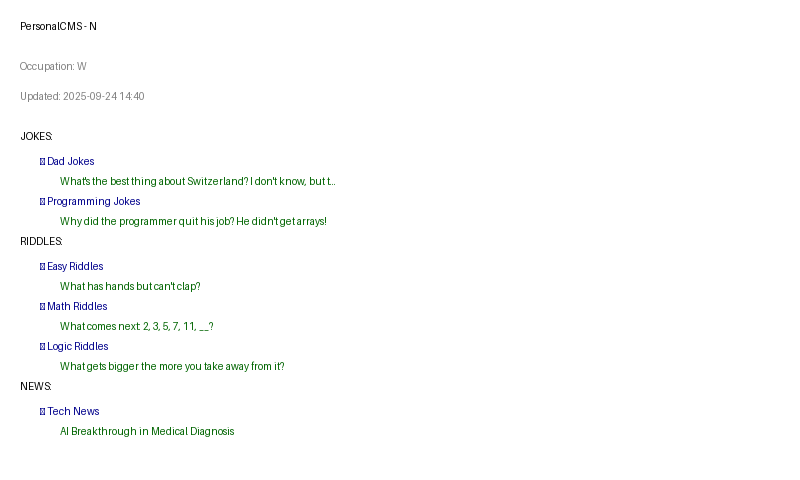 PersonalCMS - N
Occupation: W
Updated: 2025-09-24 14:40
JOKES:
Dad Jokes
What's the best thing about Switzerland? I don't know, but t...
Programming Jokes
Why did the programmer quit his job? He didn't get arrays!
RIDDLES:
Easy Riddles
What has hands but can't clap?
Math Riddles
What comes next: 2, 3, 5, 7, 11, __?
Logic Riddles
What gets bigger the more you take away from it?
NEWS:
Tech News
AI Breakthrough in Medical Diagnosis